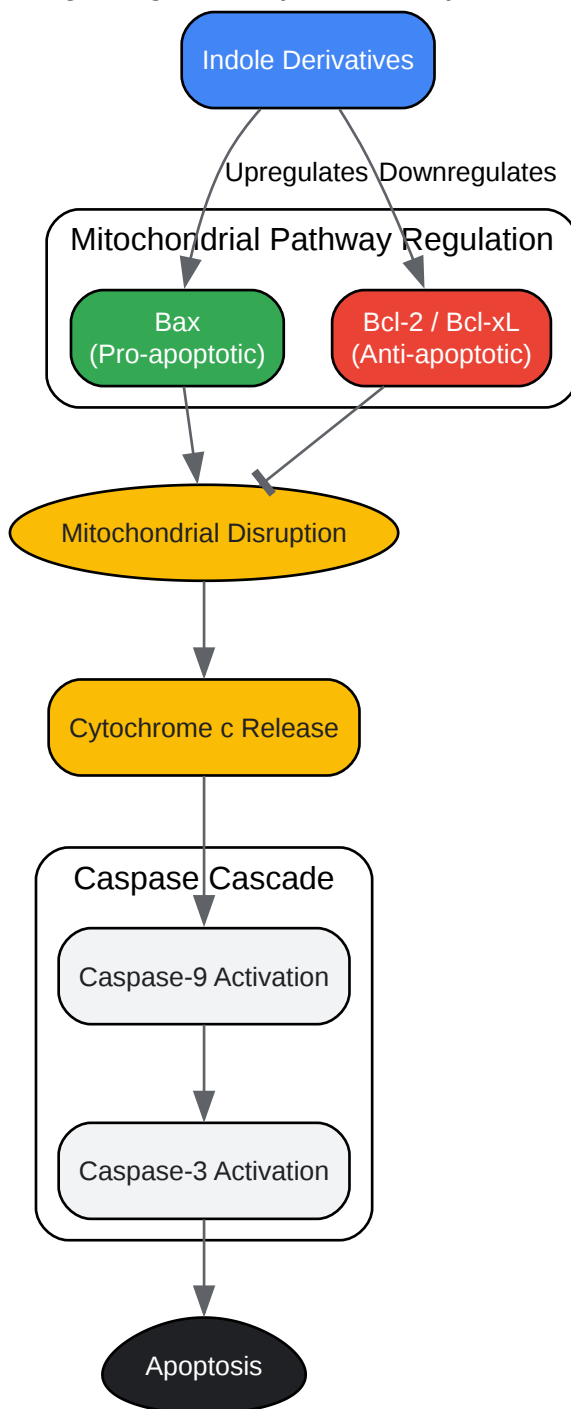 Indole Derivatives
Upregulates
Downregulates
Mitochondrial Pathway Regulation
Bax
(Pro-apoptotic)
Bcl-2 / Bcl-xL
(Anti-apoptotic)
Mitochondrial Disruption
Cytochrome c Release
Caspase Cascade
Caspase-9 Activation
Caspase-3 Activation
Apoptosis